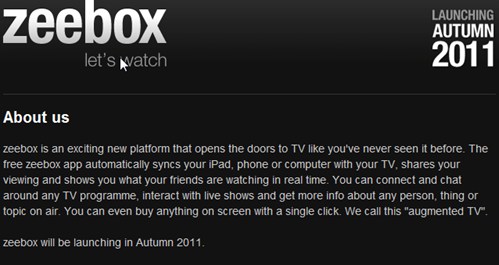 zeebox
let's watch
LAUNCHING
AUTUMN
2011
About us
zeebox is an exciting new platform that opens the doors to TV like you've never seen it before. The
free zeebox app automatically syncs your iPad, phone or computer with your TV, shares your
viewing and shows you what your friends are watching in real time. You can connect and chat
around any TV programme, interact with live shows and get more info about any person, thing or
topic on air. You can even buy anything on screen with a single click. We call this "augmented TV".
zeebox will be launching in Autumn 2011.